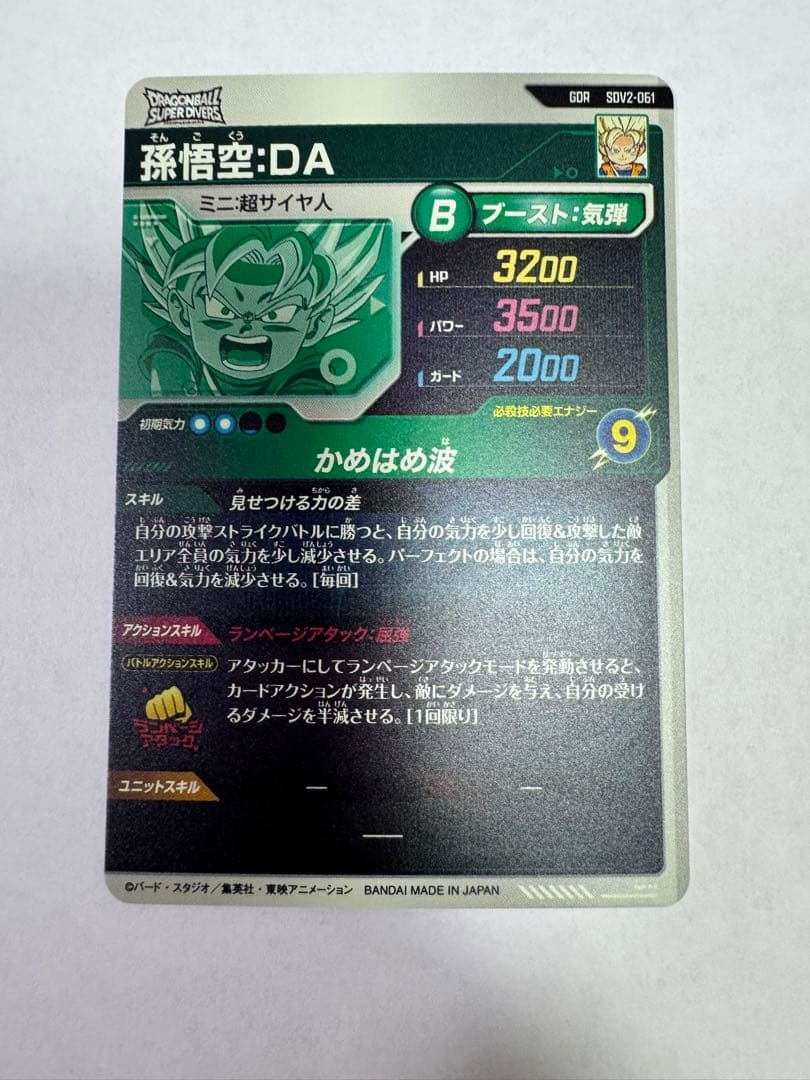 DRAGONBALL
SUPER DIVERS
GDR SDV2-061
孫悟空:DA
そんごくう
ミニ:超サイヤ人
B ブースト:気弾
HP 3200
パワー 3500
ガード 2000
初期気力
必殺技必要エナジー
9
かめはめ波
は
スキル 見せつける力の差
自分の攻撃ストライクバトルに勝つと、自分の気力を少し回復&攻撃した敵
エリア全員の気力を少し減少させる。パーフェクトの場合は、自分の気力を
回復&気力を減少させる。[毎回]
アクションスキル ランページアタック:屈強
バトルアクションスキル
ランページ
アタック
アタッカーにしてランページアタックモードを発動させると、
カードアクションが発生し、敵にダメージを与え、自分の受け
るダメージを半減させる。[1回限り]
ユニットスキル — —
—
©バード・スタジオ/集英社・東映アニメーション BANDAI MADE IN JAPAN